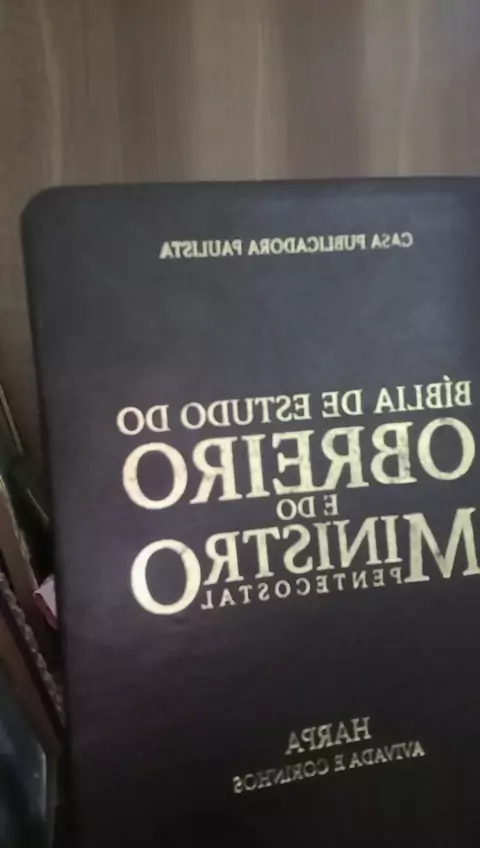 CASA PUBLICADORA PAULISTA
BÍBLIA DE ESTUDO DO
OBREIRO
E DO
MINISTRO
PENTECOSTAL
HARPA
AVIVADA E CORINHOS